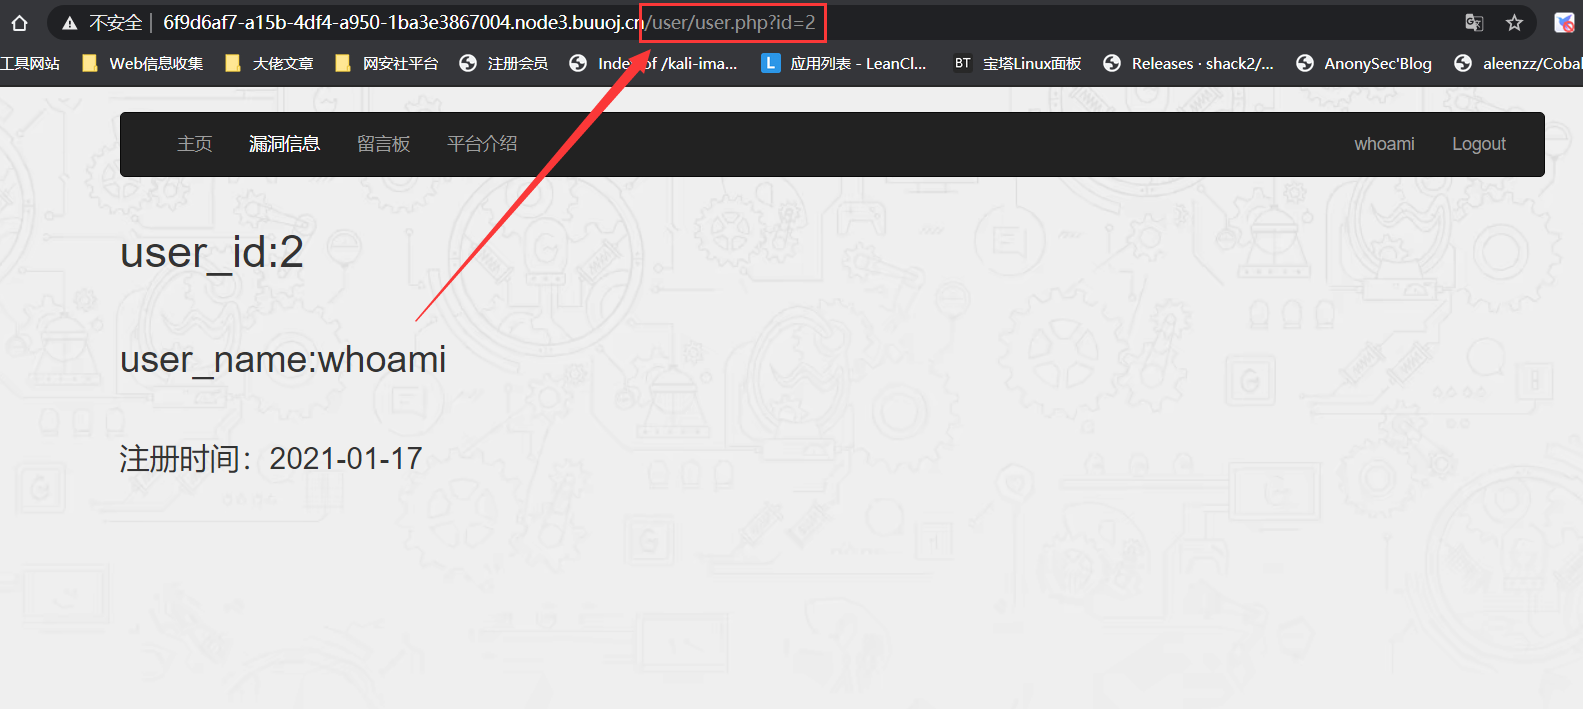 不安全 6f9d6af7-a15b-4df4-a950-1ba3e3867004.node3.buuoj.cn/user/user.php?id=2
工具网站 Web信息收集 大佬文章 网安社平台 注册会员 Index of /kali-ima... L 应用列表 - LeanCl... BT 宝塔Linux面板 Releases · shack2/... AnonySec'Blog aleenzz/Cobal
主页 漏洞信息 留言板 平台介绍 whoami Logout
user_id:2
user_name:whoami
注册时间：2021-01-17